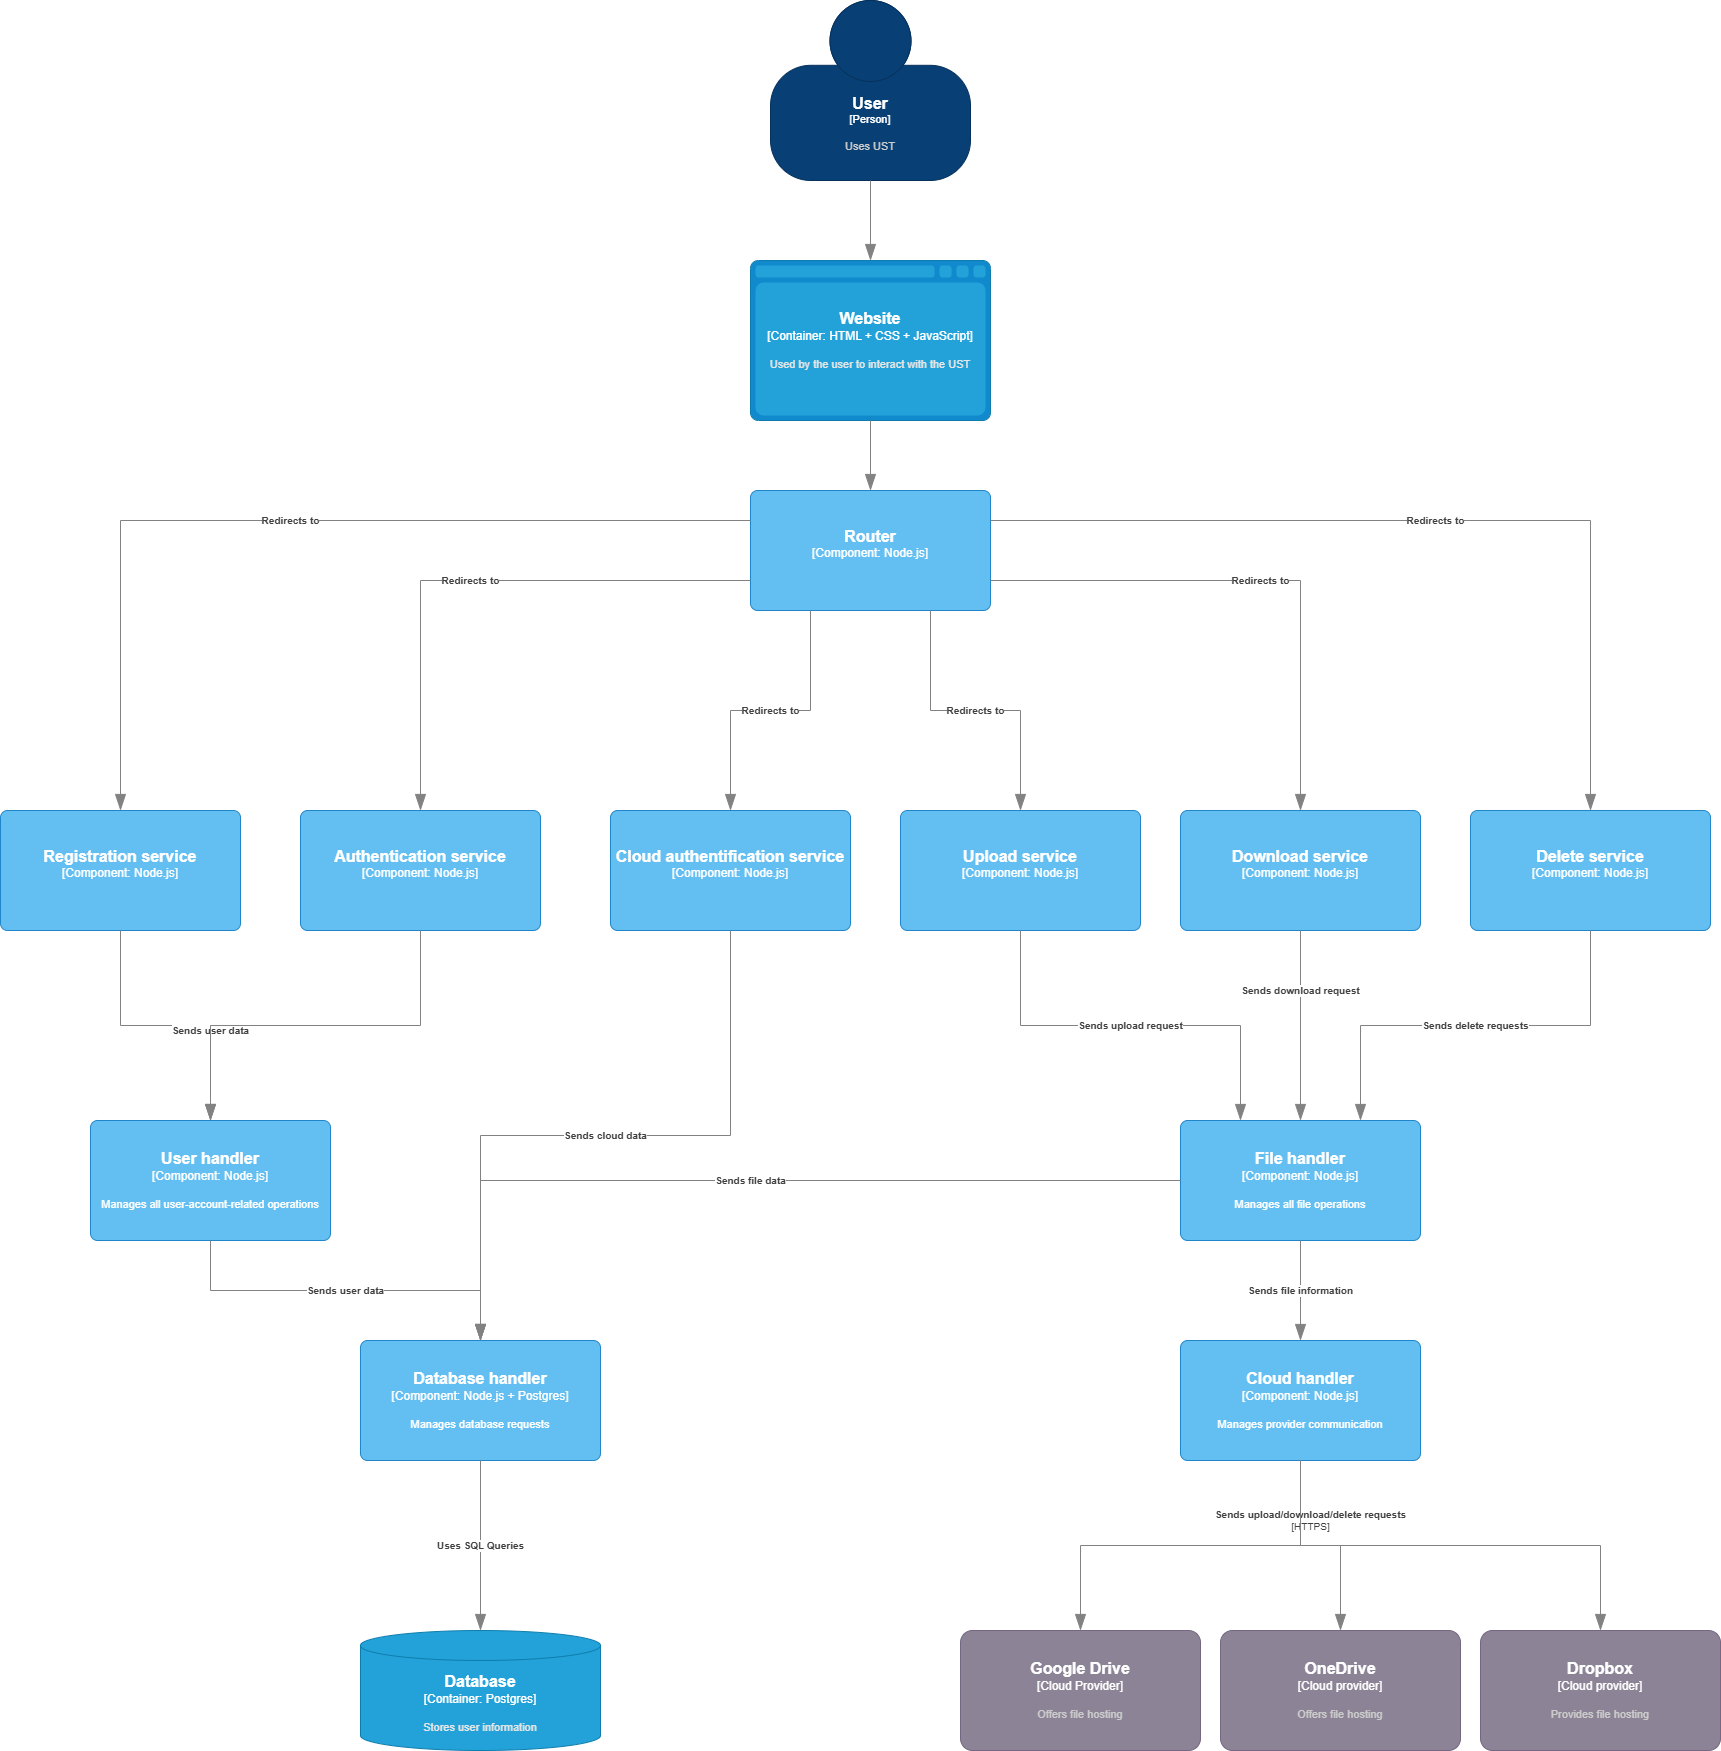 User
[Person]
Uses UST
Website
[Container: HTML + CSS + JavaScript]
Used by the user to interact with the UST
Redirects to
Redirects to
Router
[Component: Node.js]
Redirects to
Redirects to
Redirects to
Redirects to
Registration service
[Component: Node.js]
Authentication service
[Component: Node.js]
Cloud authentification service
[Component: Node.js]
Upload service
[Component: Node.js]
Download service
[Component: Node.js]
Delete service
[Component: Node.js]
Sends download request
Sends user data
Sends upload request
Sends delete requests
Sends cloud data
User handler
[Component: Node.js]
Manages all user-account-related operations
Sends file data
File handler
[Component: Node.js]
Manages all file operations
Sends user data
Sends file information
Database handler
[Component: Node.js + Postgres]
Manages database requests
Cloud handler
[Component: Node.js]
Manages provider communication
Sends upload/download/delete requests
[HTTPS]
Uses SQL Queries
Database
[Container: Postgres]
Stores user information
Google Drive
[Cloud Provider]
Offers file hosting
OneDrive
[Cloud provider]
Offers file hosting
Dropbox
[Cloud provider]
Provides file hosting